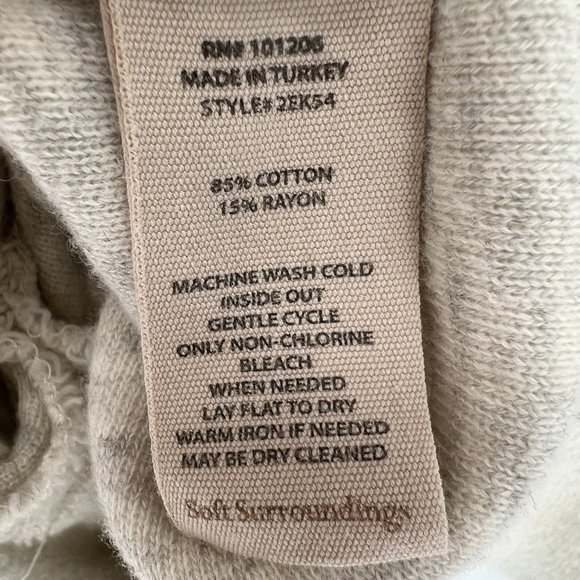 RN# 101206
MADE IN TURKEY
STYLE# 2EK54
85% COTTON
15% RAYON
MACHINE WASH COLD
INSIDE OUT
GENTLE CYCLE
ONLY NON-CHLORINE
BLEACH
WHEN NEEDED
LAY FLAT TO DRY
WARM IRON IF NEEDED
MAY BE DRY CLEANED
Soft Surroundings